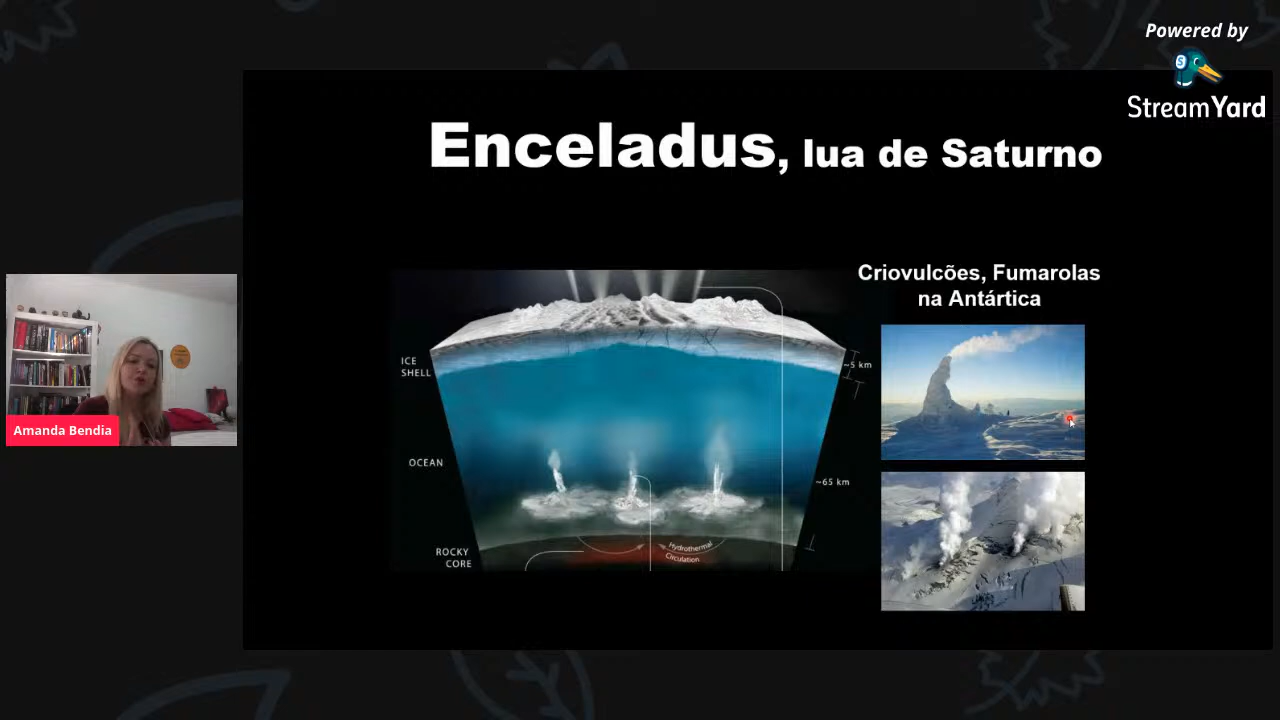 Powered by
StreamYard
Enceladus, lua de Saturno
Criovulcões, Fumarolas
na Antártica
ICE
SHELL
~5 km
OCEAN
~65 km
ROCKY
CORE
Hydrothermal
Circulation
Amanda Bendia